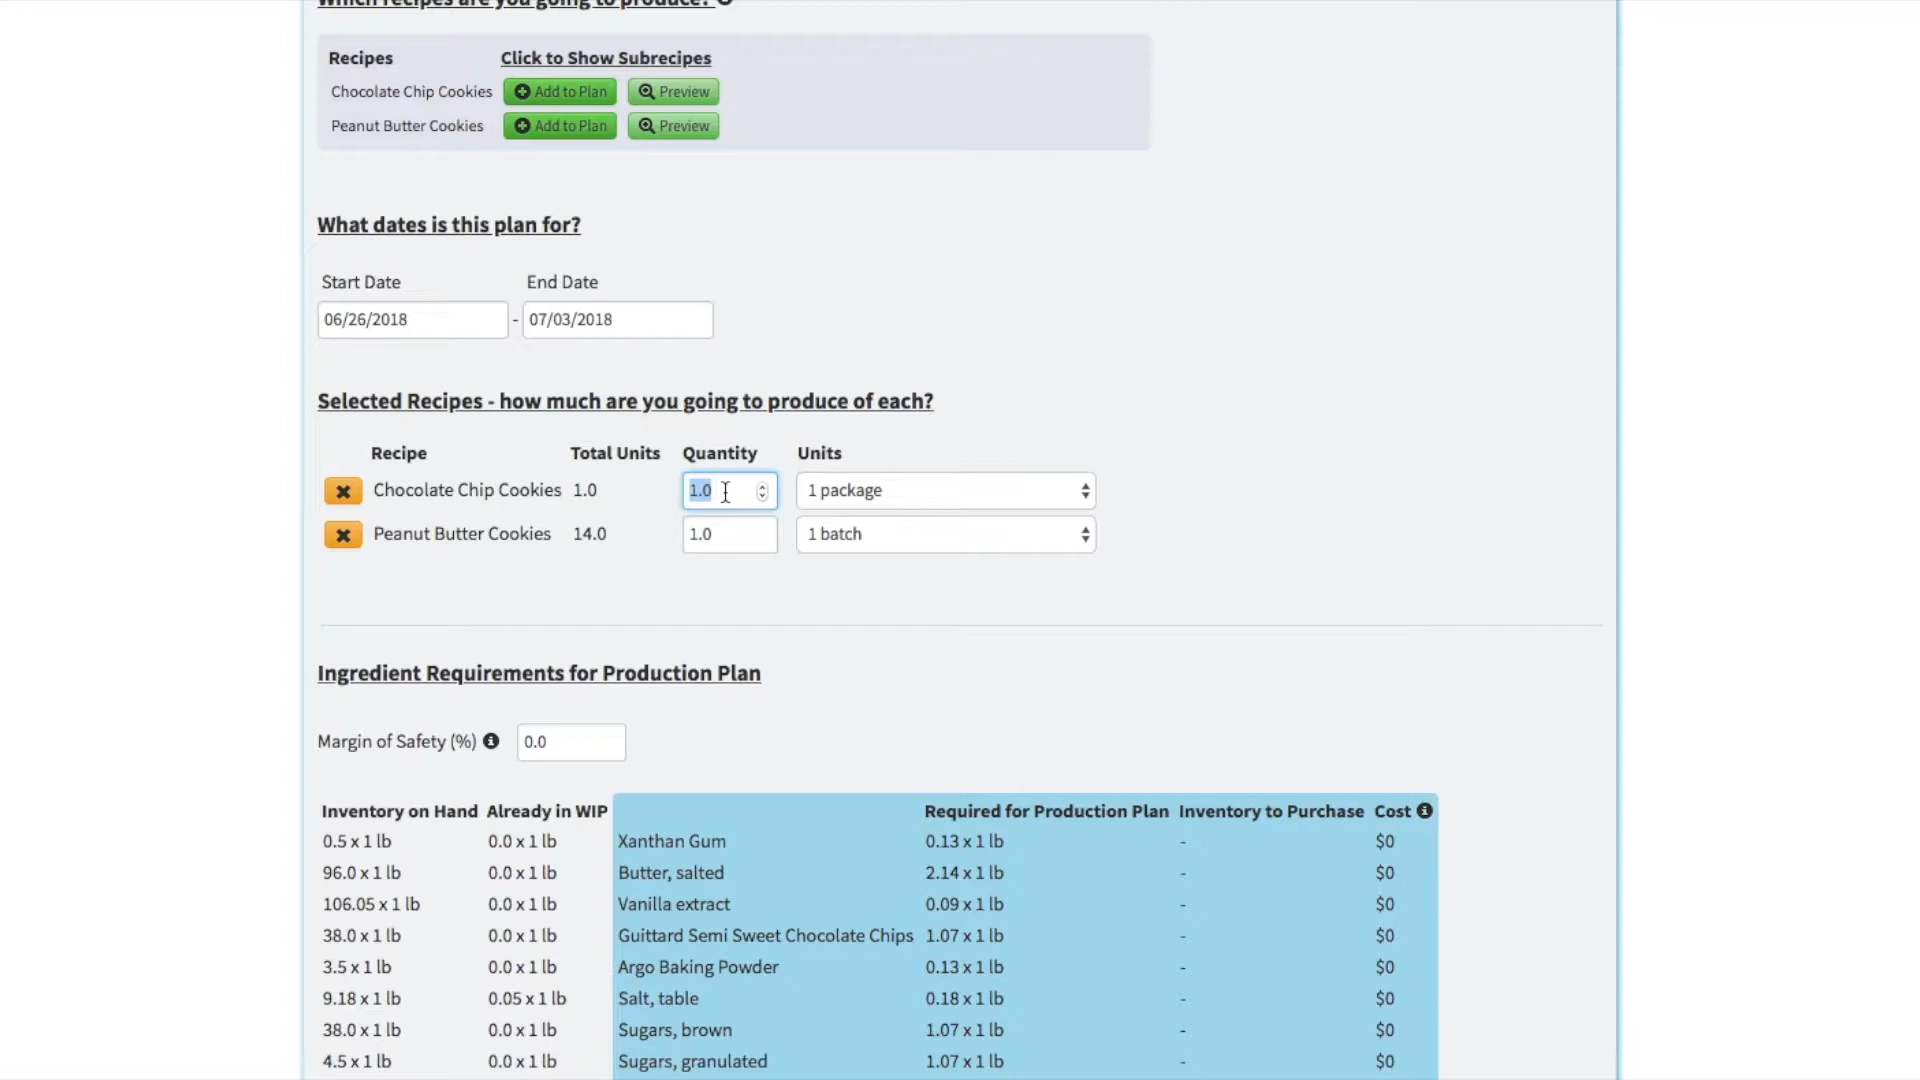 Which recipes are you going to produce?
Recipes Click to Show Subrecipes
Chocolate Chip Cookies Add to Plan Preview
Peanut Butter Cookies Add to Plan Preview
What dates is this plan for?
Start Date End Date
06/26/2018 - 07/03/2018
Selected Recipes - how much are you going to produce of each?
Recipe Total Units Quantity Units
Chocolate Chip Cookies 1.0 1.0 1 package
Peanut Butter Cookies 14.0 1.0 1 batch
Ingredient Requirements for Production Plan
Margin of Safety (%) 0.0
Inventory on Hand Already in WIP Required for Production Plan Inventory to Purchase Cost
0.5 x 1 lb 0.0 x 1 lb Xanthan Gum 0.13 x 1 lb - $0
96.0 x 1 lb 0.0 x 1 lb Butter, salted 2.14 x 1 lb - $0
106.05 x 1 lb 0.0 x 1 lb Vanilla extract 0.09 x 1 lb - $0
38.0 x 1 lb 0.0 x 1 lb Guittard Semi Sweet Chocolate Chips 1.07 x 1 lb - $0
3.5 x 1 lb 0.0 x 1 lb Argo Baking Powder 0.13 x 1 lb - $0
9.18 x 1 lb 0.05 x 1 lb Salt, table 0.18 x 1 lb - $0
38.0 x 1 lb 0.0 x 1 lb Sugars, brown 1.07 x 1 lb - $0
4.5 x 1 lb 0.0 x 1 lb Sugars, granulated 1.07 x 1 lb - $0